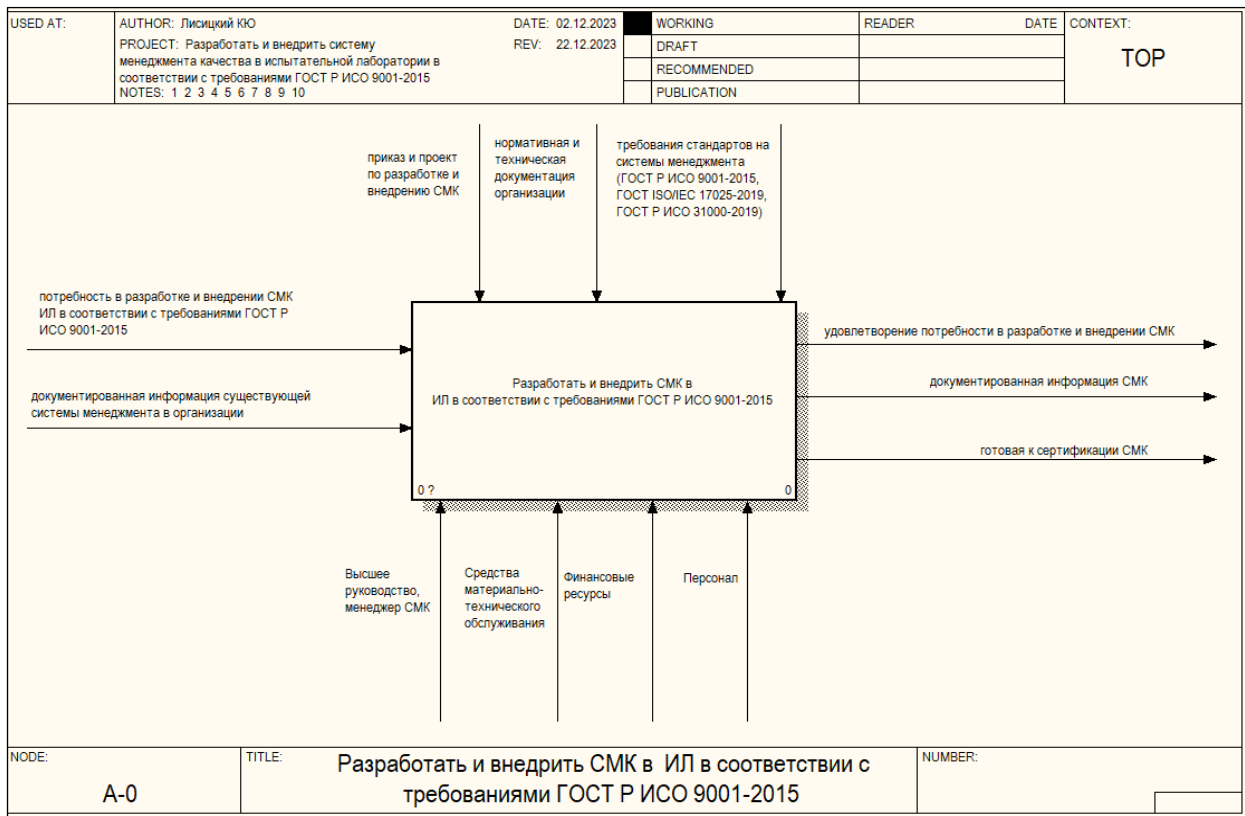 USED AT:
AUTHOR: Лисицкий КЮ
DATE: 02.12.2023
PROJECT: Разработать и внедрить систему
менеджмента качества в испытательной лаборатории в
соответствии с требованиями ГОСТ Р ИСО 9001-2015
REV: 22.12.2023
NOTES: 1 2 3 4 5 6 7 8 9 10
WORKING
DRAFT
RECOMMENDED
PUBLICATION
READER
DATE
CONTEXT:
TOP
приказ и проект
по разработке и
внедрению СМК
нормативная и
техническая
документация
организации
требования стандартов на
системы менеджмента
(ГОСТ Р ИСО 9001-2015,
ГОСТ ISO/IEC 17025-2019,
ГОСТ Р ИСО 31000-2019)
потребность в разработке и внедрении СМК
ИЛ в соответствии с требованиями ГОСТ Р
ИСО 9001-2015
документированная информация существующей
системы менеджмента в организации
Разработать и внедрить СМК в
ИЛ в соответствии с требованиями ГОСТ Р ИСО 9001-2015
0 ?
0
удовлетворение потребности в разработке и внедрении СМК
документированная информация СМК
готовая к сертификации СМК
Высшее
руководство,
менеджер СМК
Средства
материально-
технического
обслуживания
Финансовые
ресурсы
Персонал
NODE:
A-0
TITLE:
Разработать и внедрить СМК в ИЛ в соответствии с
требованиями ГОСТ Р ИСО 9001-2015
NUMBER: